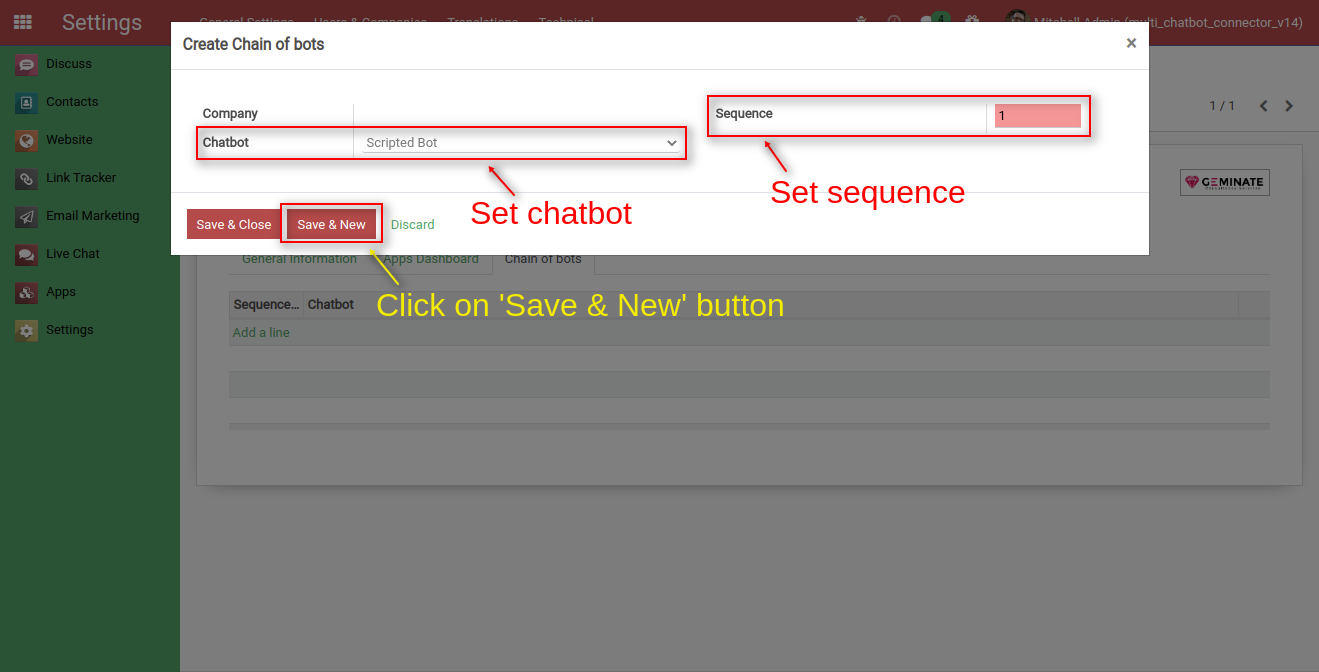 Settings
General Settings Users & Companies Translations Technical
4
Mitchell Admin (multi_chatbot_connector_v14)
Create Chain of bots
×
Discuss
Contacts
Website
Link Tracker
Email Marketing
Live Chat
Apps
Settings
1 / 1
Company
Chatbot
Scripted Bot
Sequence
1
Set chatbot
Set sequence
GEMINATE
Save & Close
Save & New
Discard
General Information
Apps Dashboard
Chain of bots
Click on 'Save & New' button
Sequence...
Chatbot
Add a line